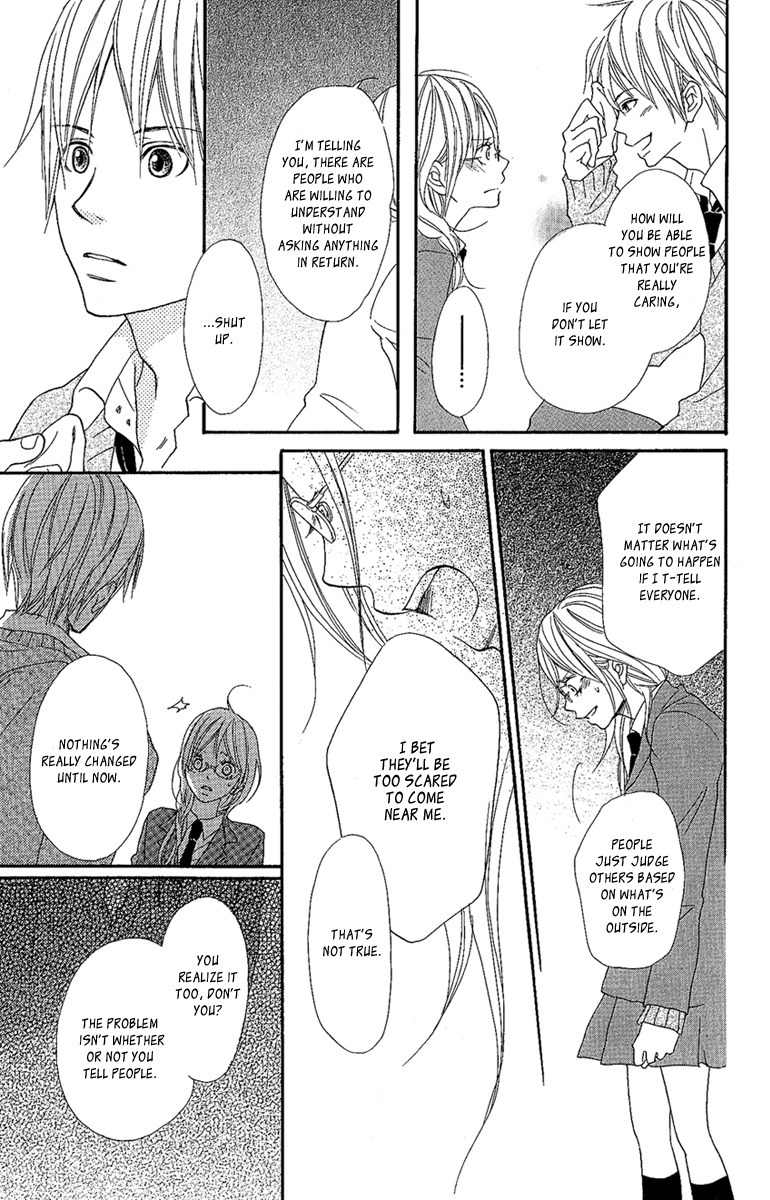 HOW WILL
YOU BE ABLE
TO SHOW PEOPLE
THAT YOU'RE
REALLY
CARING,
IF YOU
DON'T LET
IT SHOW.
I'M TELLING
YOU, THERE ARE
PEOPLE WHO
ARE WILLING TO
UNDERSTAND
WITHOUT
ASKING ANYTHING
IN RETURN.
...SHUT
UP.
IT DOESN'T
MATTER WHAT'S
GOING TO HAPPEN
IF I T-TELL
EVERYONE.
PEOPLE
JUST JUDGE
OTHERS BASED
ON WHAT'S
ON THE
OUTSIDE.
I BET
THEY'LL BE
TOO SCARED
TO COME
NEAR ME.
THAT'S
NOT TRUE.
NOTHING'S
REALLY CHANGED
UNTIL NOW.
YOU
REALIZE IT
TOO, DON'T
YOU?
THE PROBLEM
ISN'T WHETHER
OR NOT YOU
TELL PEOPLE.